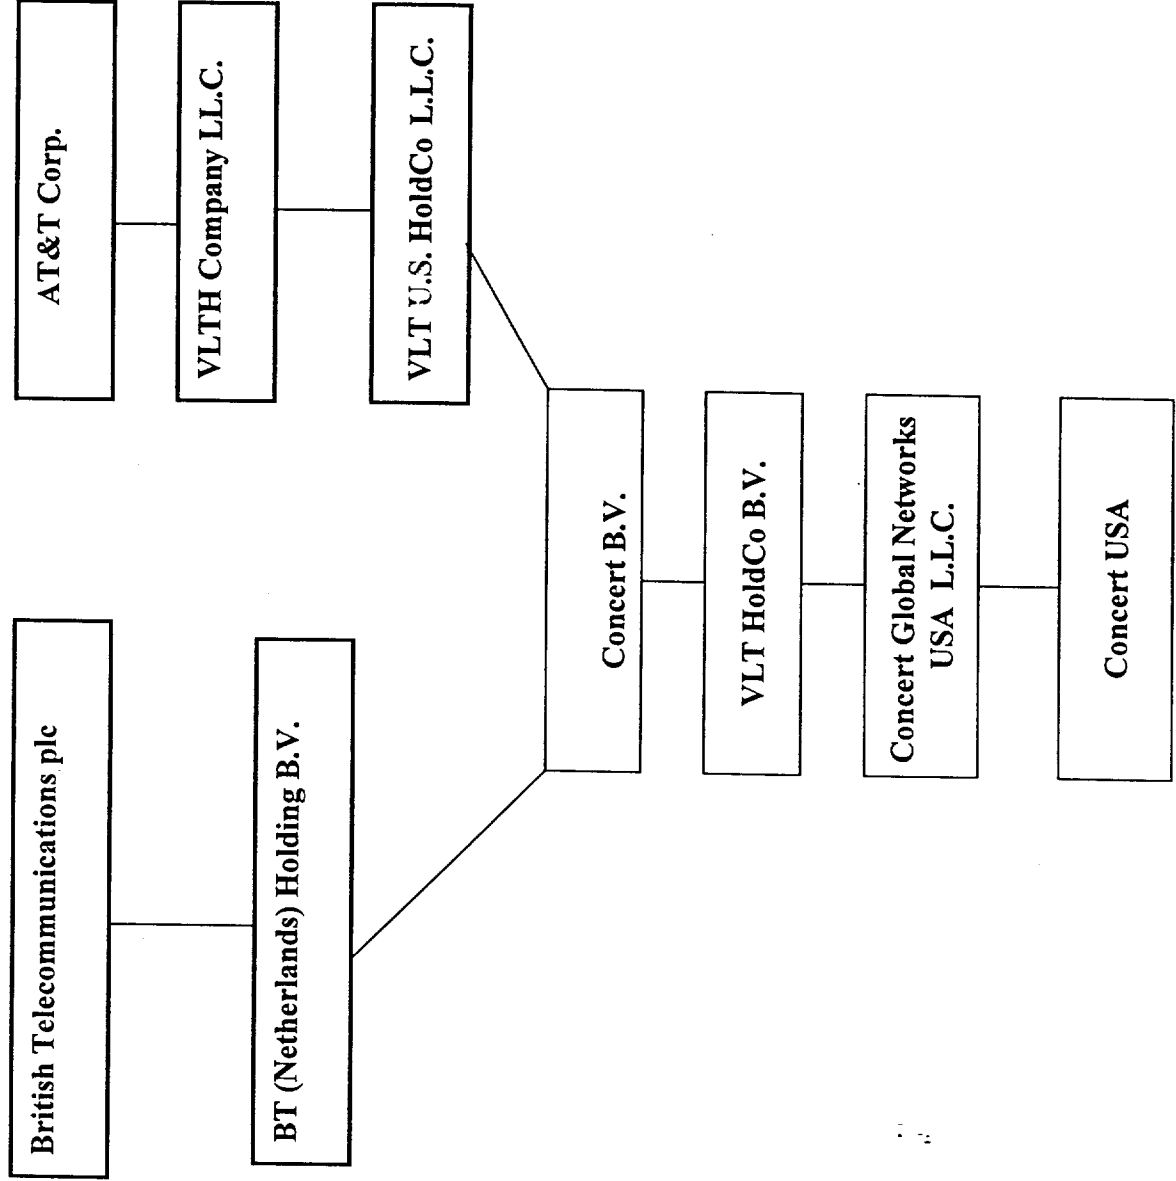 British Telecommunications plc
BT (Netherlands) Holding B.V.
AT&T Corp.
VLTH Company LL.C.
VLT U.S. HoldCo L.L.C.
Concert B.V.
VLT HoldCo B.V.
Concert Global Networks
USA L.L.C.
Concert USA